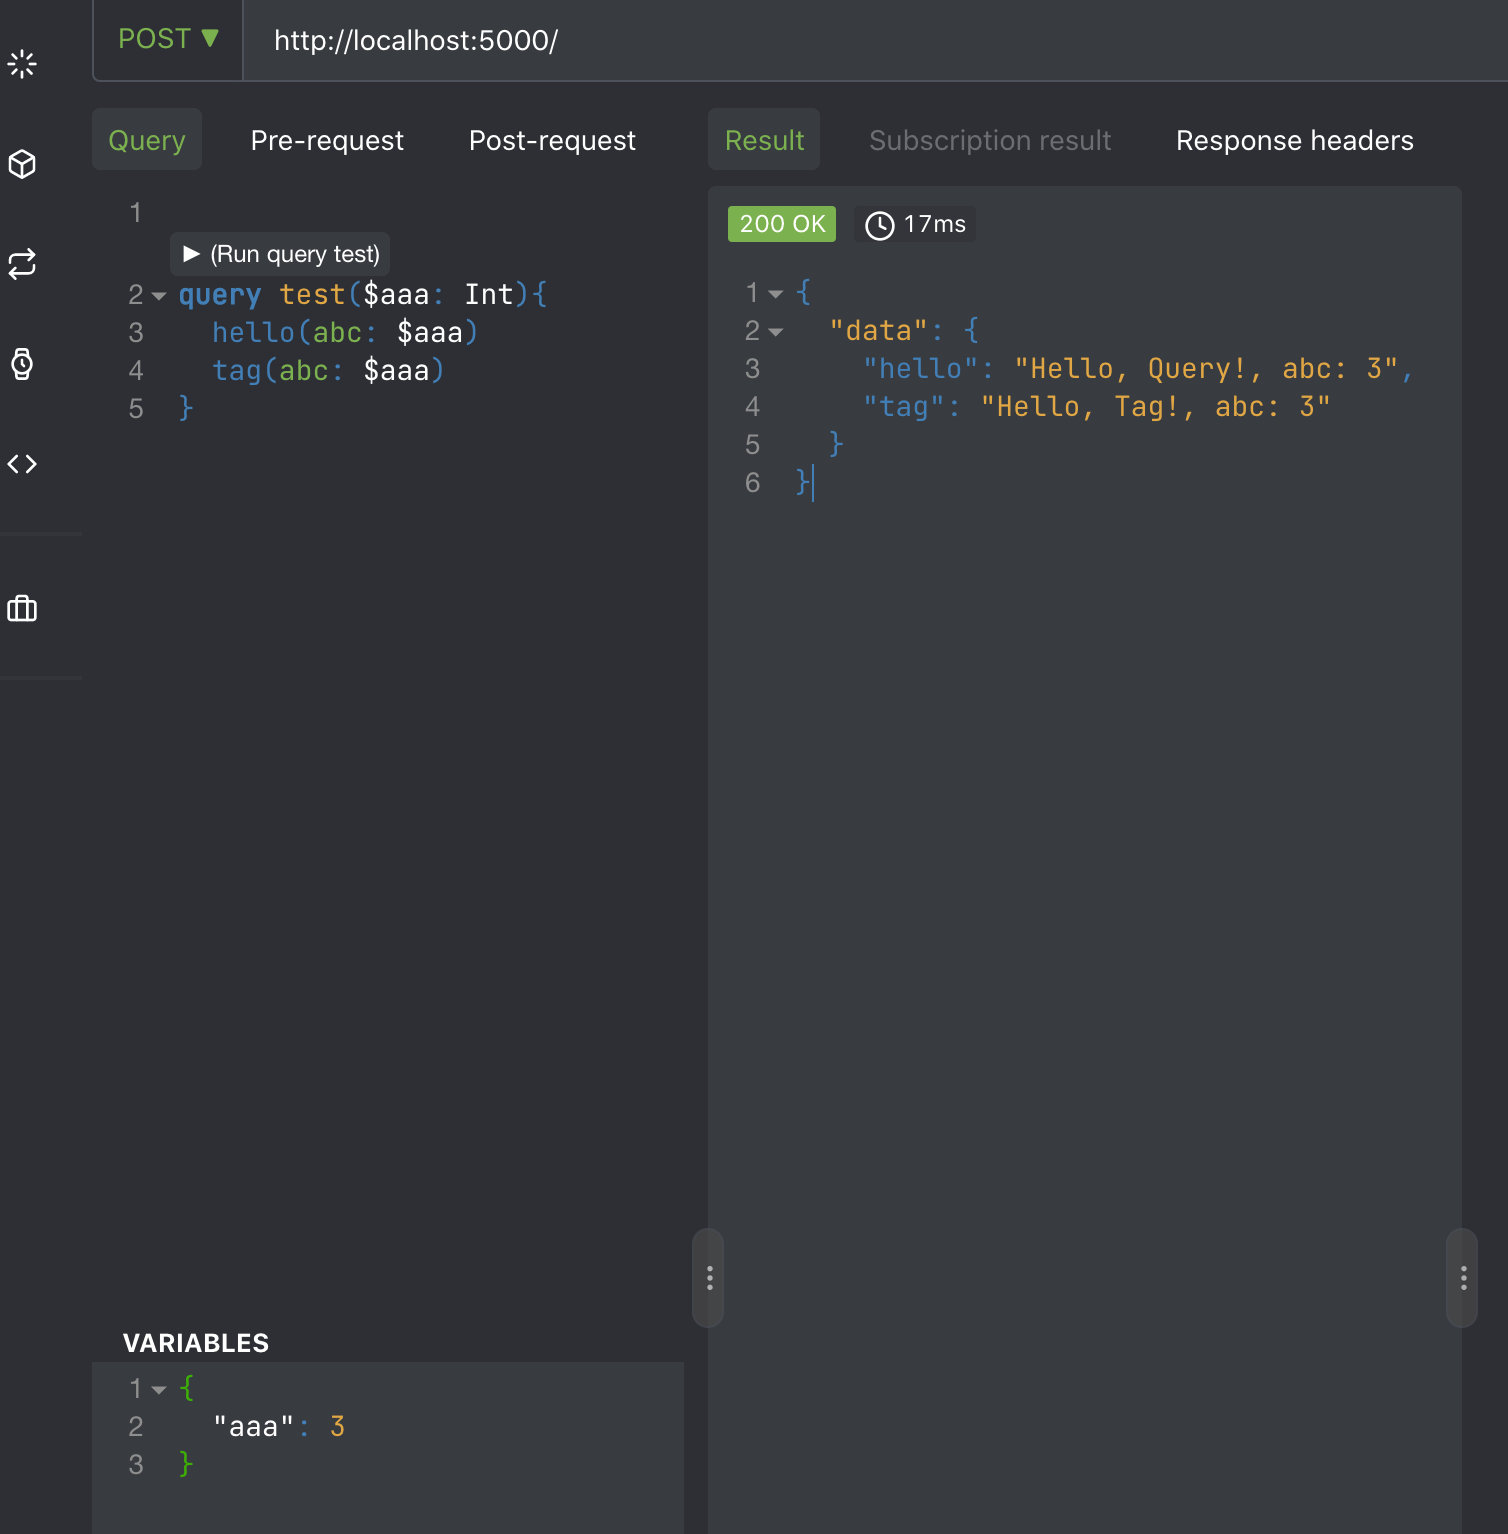 POST ▼ http://localhost:5000/
Query Pre-request Post-request
1
▶ (Run query test)
2 query test($aaa: Int){
3 hello(abc: $aaa)
4 tag(abc: $aaa)
5 }
VARIABLES
1 {
2 "aaa": 3
3 }
Result Subscription result Response headers
200 OK 17ms
1 {
2 "data": {
3 "hello": "Hello, Query!, abc: 3",
4 "tag": "Hello, Tag!, abc: 3"
5 }
6 }